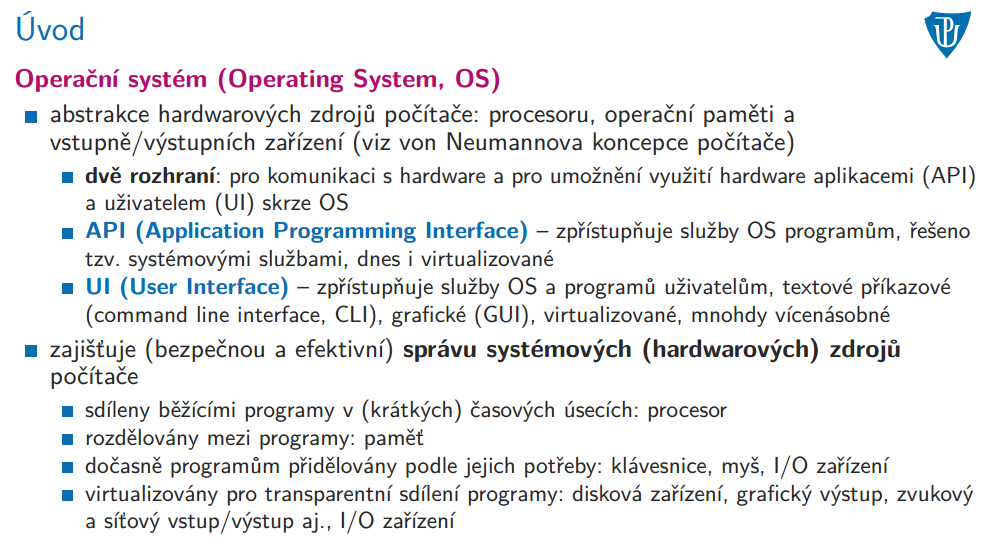 Úvod
Operační systém (Operating System, OS)
abstrakce hardwarových zdrojů počítače: procesoru, operační paměti a
vstupně/výstupních zařízení (viz von Neumannova koncepce počítače)
dvě rozhraní: pro komunikaci s hardware a pro umožnění využití hardware aplikacemi (API)
a uživatelem (UI) skrze OS
API (Application Programming Interface) – zpřístupňuje služby OS programům, řešeno
tzv. systémovými službami, dnes i virtualizované
UI (User Interface) – zpřístupňuje služby OS a programů uživatelům, textové příkazové
(command line interface, CLI), grafické (GUI), virtualizované, mnohdy vícenásobné
zajišťuje (bezpečnou a efektivní) správu systémových (hardwarových) zdrojů
počítače
sdíleny běžícími programy v (krátkých) časových úsecích: procesor
rozdělovány mezi programy: paměť
dočasně programům přidělovány podle jejich potřeby: klávesnice, myš, I/O zařízení
virtualizovány pro transparentní sdílení programy: disková zařízení, grafický výstup, zvukový
a síťový vstup/výstup aj., I/O zařízení